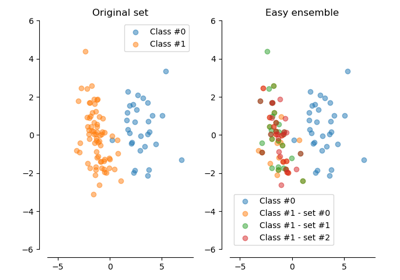 Original set
Easy ensemble
6
4
2
0
−2
−4
−6
−5
0
5
Class #0
Class #1
6
4
2
0
−2
−4
−6
−5
0
5
Class #0
Class #1 - set #0
Class #1 - set #1
Class #1 - set #2